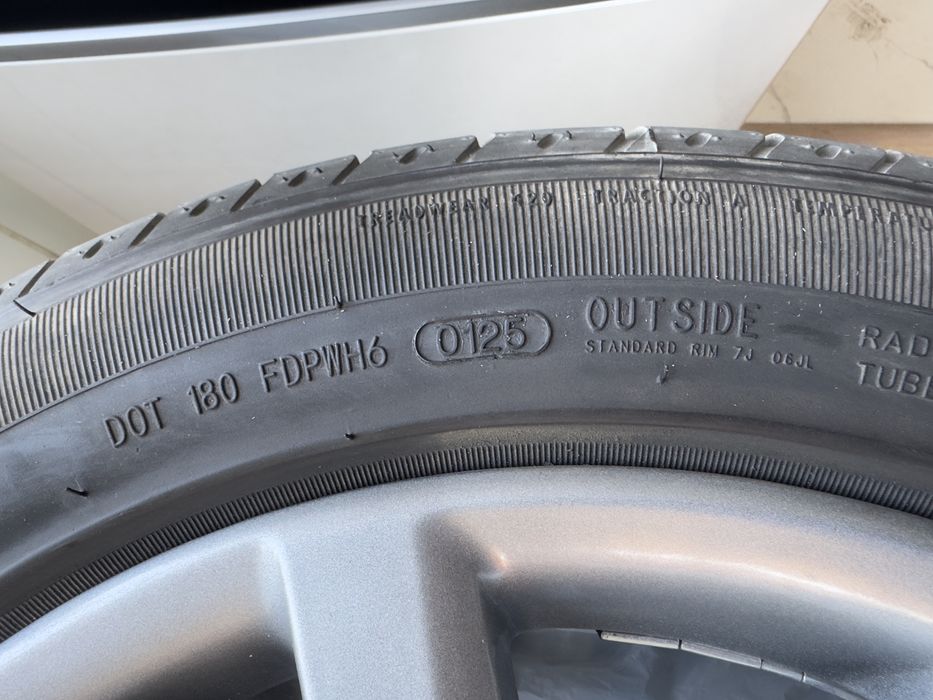 TREADWEAR 420 TRACTION A
DOT 180 FDPWH6 0125
OUTSIDE
STANDARD RIM 7J 06JL